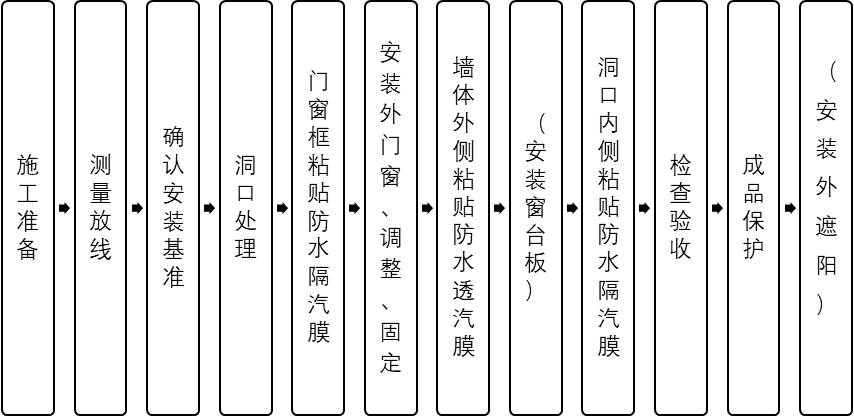 施工准备
测量放线
确认安装基准
洞口处理
门窗框粘贴防水隔汽膜
安装外门窗、调整、固定
墙体外侧粘贴防水透汽膜
（安装窗台板）
洞口内侧粘贴防水隔汽膜
检查验收
成品保护
（安装外遮阳）